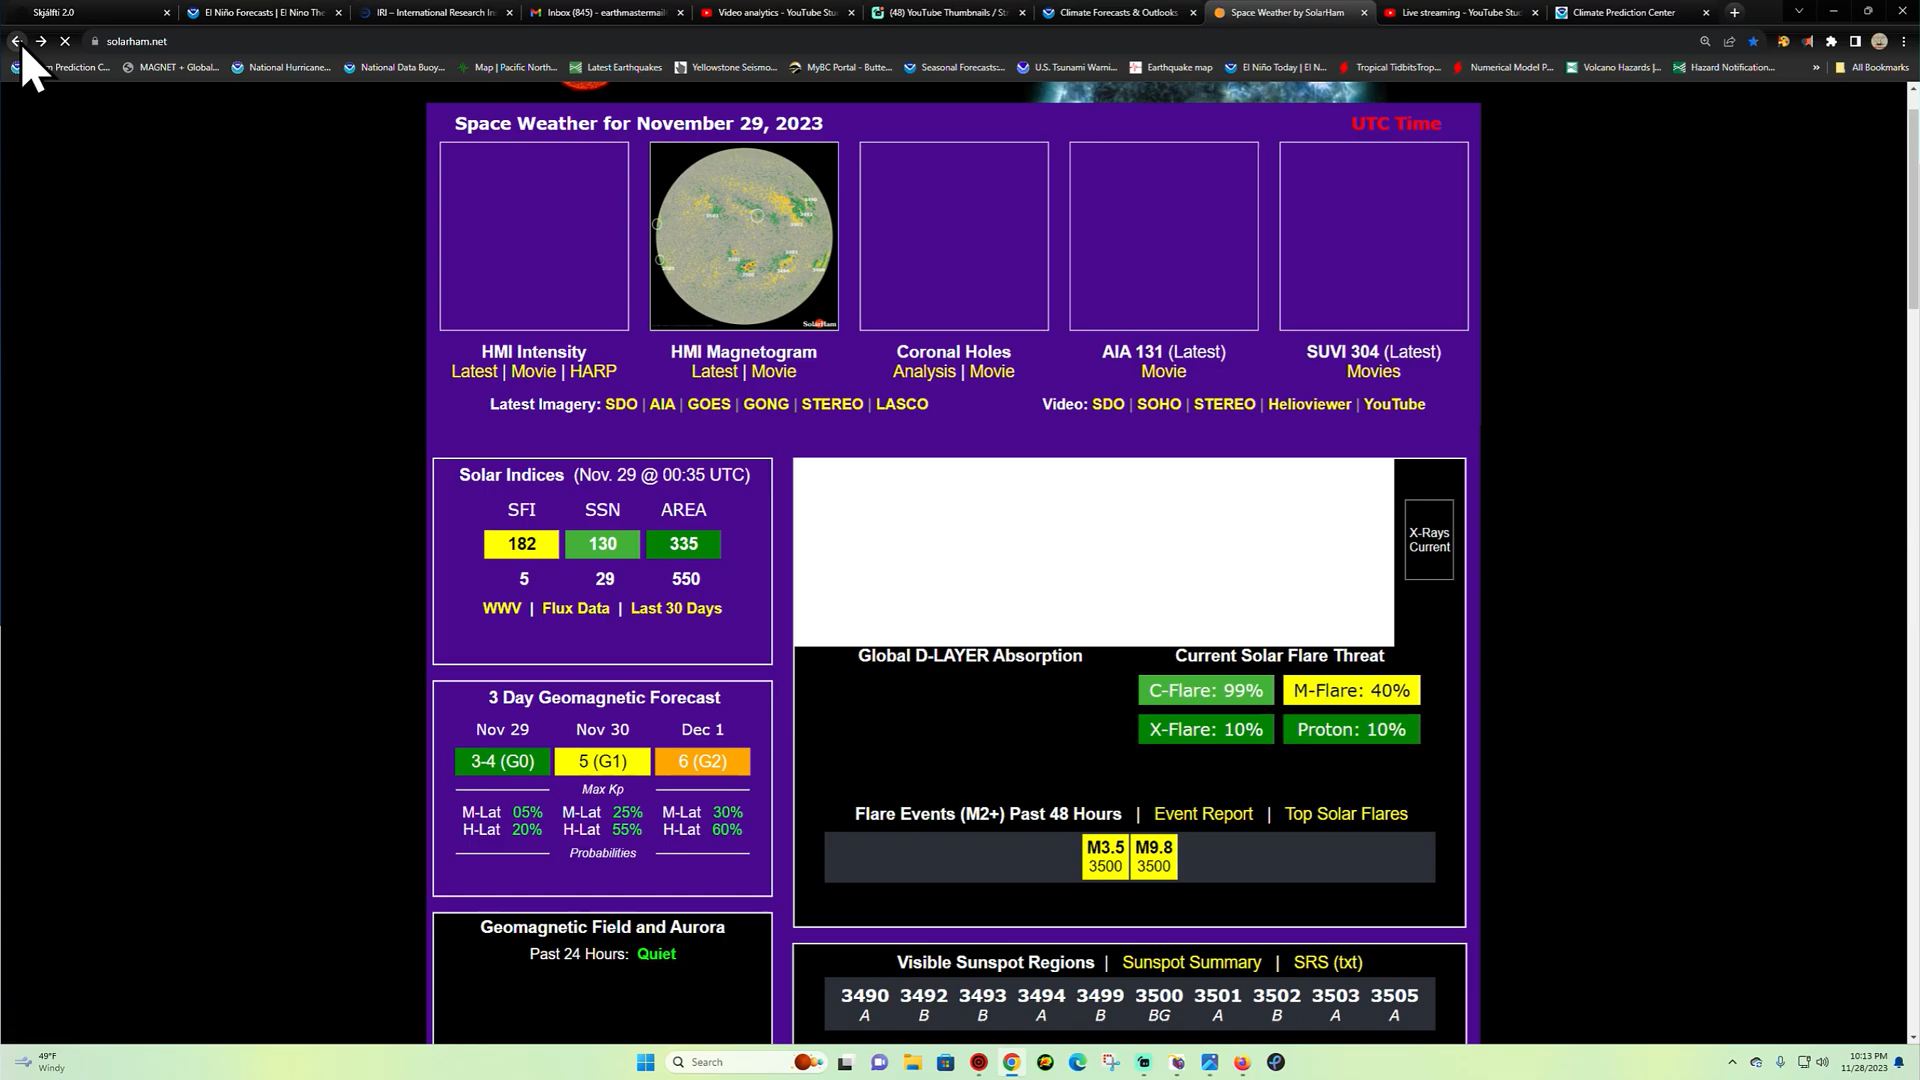 Skjálfti 2.0
El Niño Forecasts | El Nino The
IRI – International Research In
Inbox (845) - earthmastermail
Video analytics - YouTube Stu
(48) YouTube Thumbnails / St
Climate Forecasts & Outlooks
Space Weather by SolarHam
Live streaming - YouTube Stud
Climate Prediction Center
solarham.net
Prediction C...
MAGNET + Global...
National Hurricane...
National Data Buoy...
Map | Pacific North...
Latest Earthquakes
Yellowstone Seismo...
MyBC Portal - Butte...
Seasonal Forecasts:...
U.S. Tsunami Warni...
Earthquake map
El Niño Today | El N...
Tropical TidbitsTrop...
Numerical Model P...
Volcano Hazards |...
Hazard Notification...
»
All Bookmarks
Space Weather for November 29, 2023
UTC Time
SolarHam
HMI Intensity
Latest | Movie | HARP
HMI Magnetogram
Latest | Movie
Coronal Holes
Analysis | Movie
AIA 131 (Latest)
Movie
SUVI 304 (Latest)
Movies
Latest Imagery: SDO | AIA | GOES | GONG | STEREO | LASCO
Video: SDO | SOHO | STEREO | Helioviewer | YouTube
Solar Indices (Nov. 29 @ 00:35 UTC)
SFI SSN AREA
182 130 335
5 29 550
WWV | Flux Data | Last 30 Days
X-Rays
Current
Global D-LAYER Absorption
Current Solar Flare Threat
C-Flare: 99% M-Flare: 40%
X-Flare: 10% Proton: 10%
3 Day Geomagnetic Forecast
Nov 29 Nov 30 Dec 1
3-4 (G0) 5 (G1) 6 (G2)
Max Kp
M-Lat 05% M-Lat 25% M-Lat 30%
H-Lat 20% H-Lat 55% H-Lat 60%
Probabilities
Flare Events (M2+) Past 48 Hours | Event Report | Top Solar Flares
M3.5 M9.8
3500 3500
Geomagnetic Field and Aurora
Past 24 Hours: Quiet
Visible Sunspot Regions | Sunspot Summary | SRS (txt)
3490 3492 3493 3494 3499 3500 3501 3502 3503 3505
A B B A B BG A B A A
49°F
Windy
Search
10:13 PM
11/28/2023